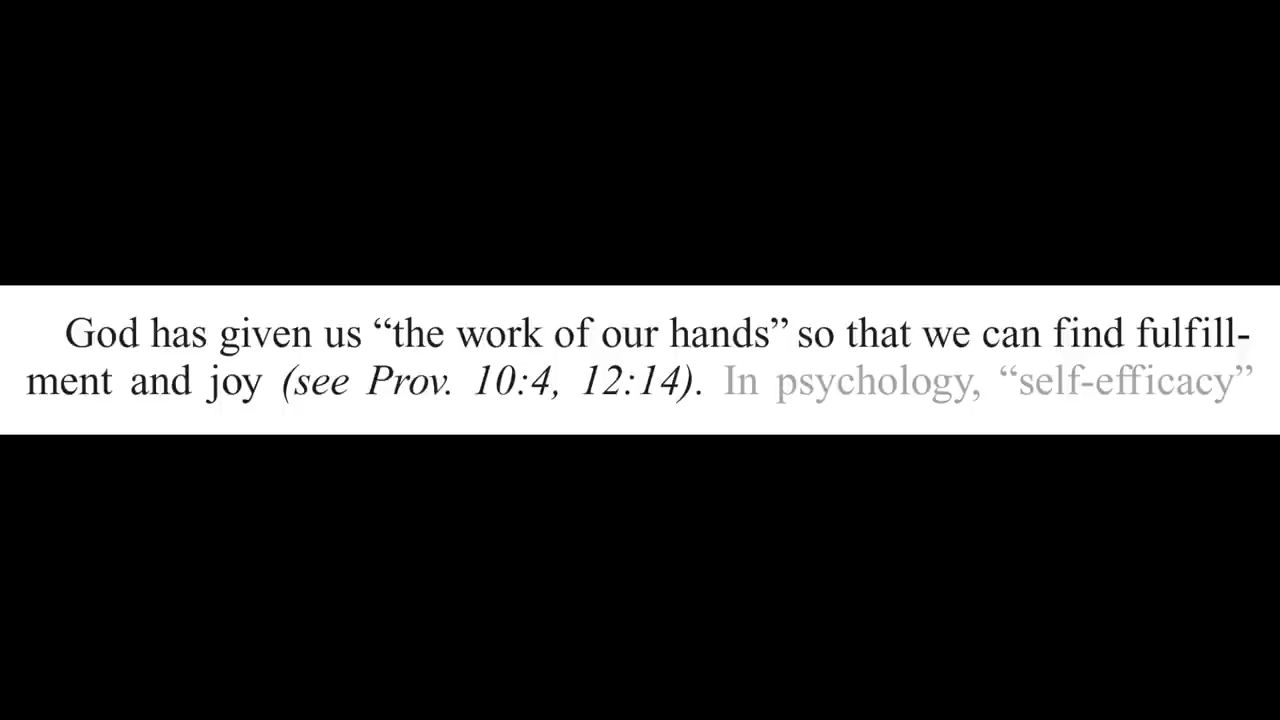 God has given us “the work of our hands” so that we can find fulfill-
ment and joy (see Prov. 10:4, 12:14). In psychology, “self-efficacy”